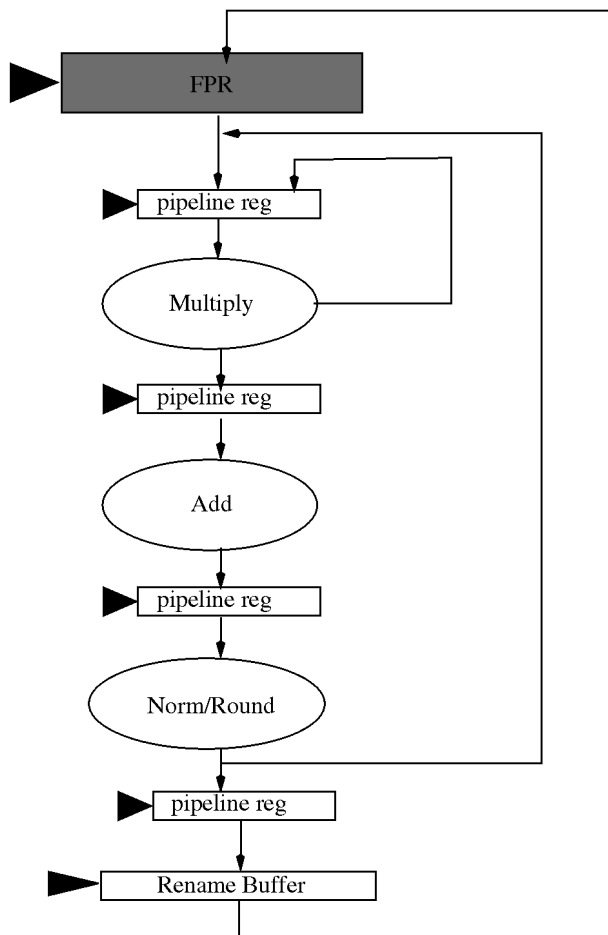 FPR
pipeline reg
Multiply
pipeline reg
Add
pipeline reg
Norm/Round
pipeline reg
Rename Buffer